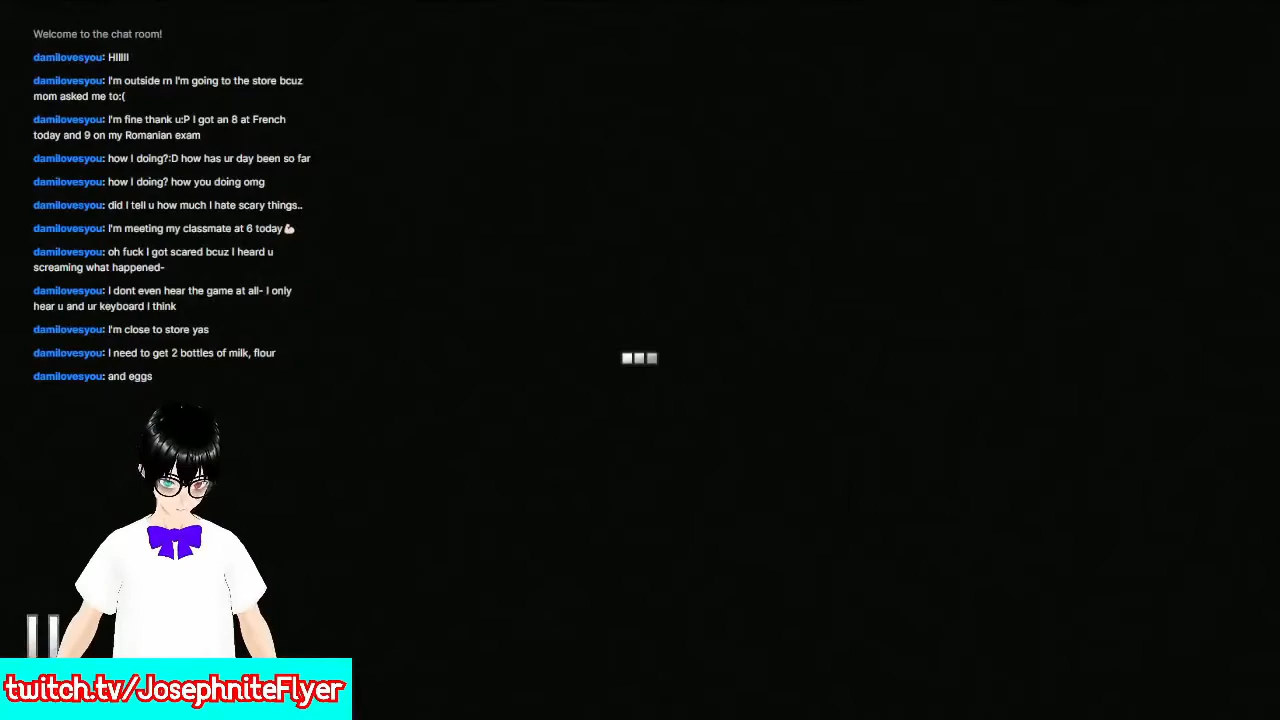 Welcome to the chat room!
damilovesyou: HIIIII
damilovesyou: I'm outside rn I'm going to the store bcuz
mom asked me to:(
damilovesyou: I'm fine thank u:P I got an 8 at French
today and 9 on my Romanian exam
damilovesyou: how I doing?:D how has ur day been so far
damilovesyou: how I doing? how you doing omg
damilovesyou: did I tell u how much I hate scary things..
damilovesyou: I'm meeting my classmate at 6 today💪🏻
damilovesyou: oh fuck I got scared bcuz I heard u
screaming what happened-
damilovesyou: I dont even hear the game at all- I only
hear u and ur keyboard I think
damilovesyou: I'm close to store yas
damilovesyou: I need to get 2 bottles of milk, flour
damilovesyou: and eggs
twitch.tv/JosephniteFlyer